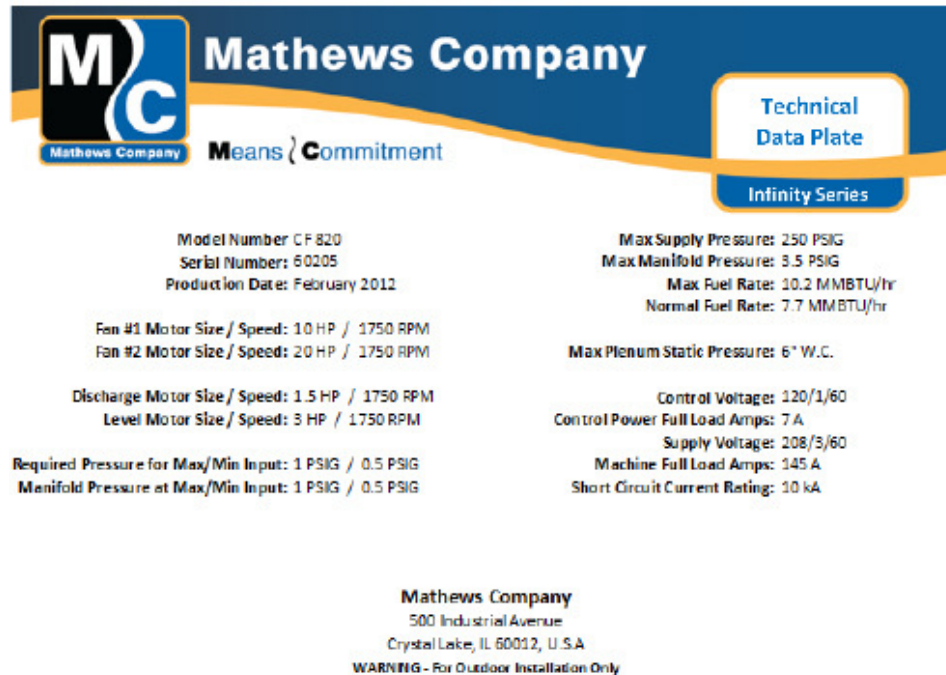 MC
Mathews Company
Mathews Company
Means Commitment
Technical
Data Plate
Infinity Series
Model Number CF 820
Serial Number: 60205
Production Date: February 2012
Fan #1 Motor Size / Speed: 10 HP / 1750 RPM
Fan #2 Motor Size / Speed: 20 HP / 1750 RPM
Discharge Motor Size / Speed: 1.5 HP / 1750 RPM
Level Motor Size / Speed: 3 HP / 1750 RPM
Required Pressure for Max/Min Input: 1 PSIG / 0.5 PSIG
Manifold Pressure at Max/Min Input: 1 PSIG / 0.5 PSIG
Max Supply Pressure: 250 PSIG
Max Manifold Pressure: 3.5 PSIG
Max Fuel Rate: 10.2 MMBTU/hr
Normal Fuel Rate: 7.7 MMBTU/hr
Max Plenum Static Pressure: 6" W.C.
Control Voltage: 120/1/60
Control Power Full Load Amps: 7 A
Supply Voltage: 208/3/60
Machine Full Load Amps: 145 A
Short Circuit Current Rating: 10 kA
Mathews Company
500 Industrial Avenue
Crystal Lake, IL 60012, U.S.A
WARNING - For Outdoor Installation Only